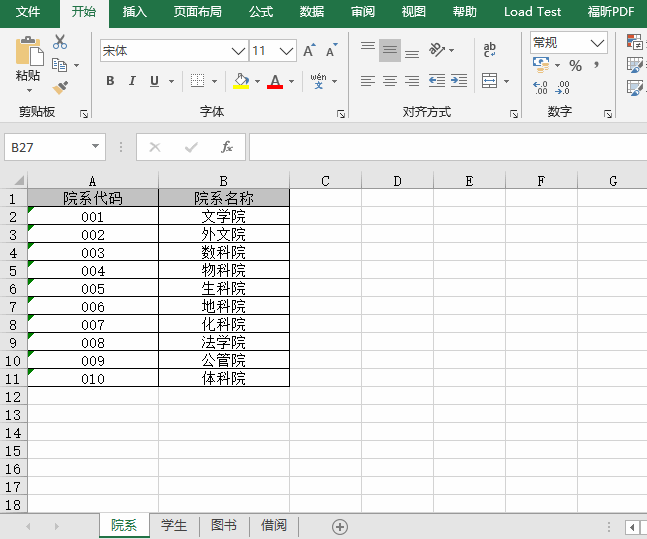 文件 开始 插入 页面布局 公式 数据 审阅 视图 帮助 Load Test 福昕PDF
宋体 11 A A wén ab c 常规
粘贴 B I U A 文 % , .00 .0
剪贴板 字体 对齐方式 数字
B27 fx
A B C D E F G
1 院系代码 院系名称
2 001 文学院
3 002 外文院
4 003 数科院
5 004 物科院
6 005 生科院
7 006 地科院
8 007 化科院
9 008 法学院
10 009 公管院
11 010 体科院
12
13
14
15
16
17
18
院系 学生 图书 借阅